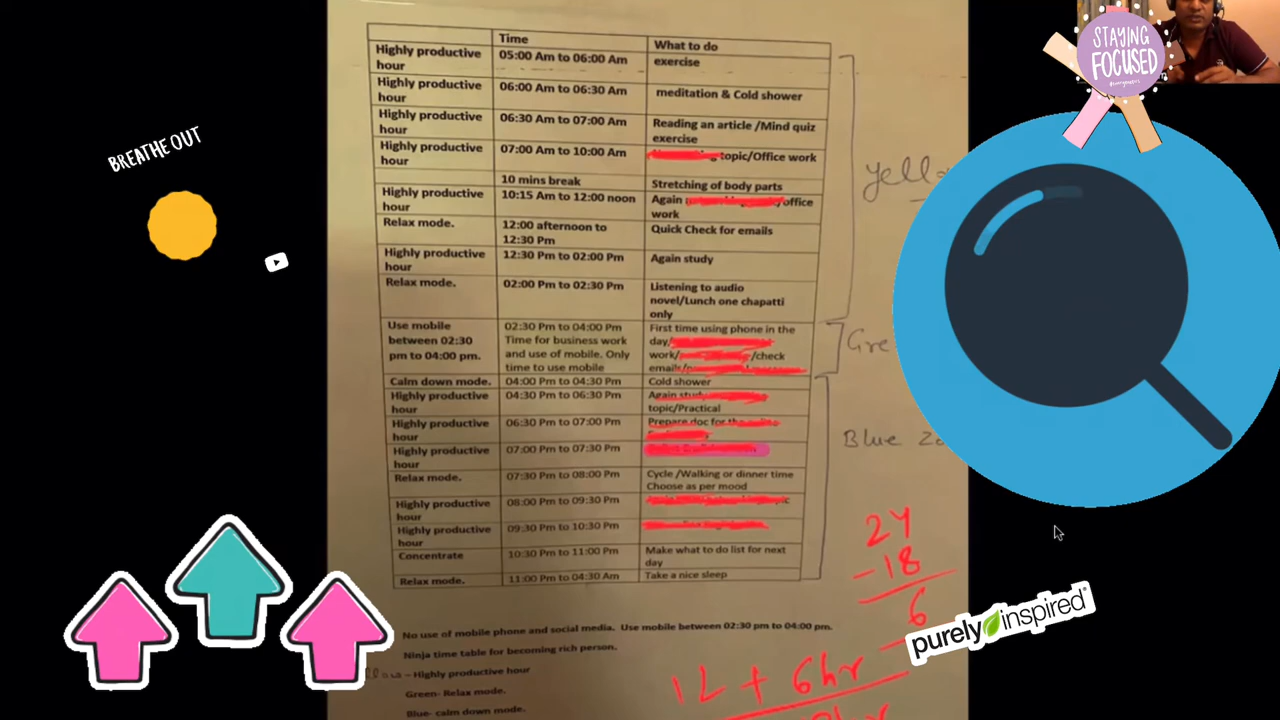 STAYING
FOCUSED
BREATHE OUT
Time What to do
Highly productive hour 05:00 Am to 06:00 Am exercise
Highly productive hour 06:00 Am to 06:30 Am meditation & Cold shower
Highly productive hour 06:30 Am to 07:00 Am Reading an article /Mind quiz exercise
Highly productive hour 07:00 Am to 10:00 Am topic/Office work
10 mins break Stretching of body parts
Highly productive hour 10:15 Am to 12:00 noon Again /office work
Relax mode. 12:00 afternoon to 12:30 Pm Quick Check for emails
Highly productive hour 12:30 Pm to 02:00 Pm Again study
Relax mode. 02:00 Pm to 02:30 Pm Listening to audio novel/Lunch one chapatti only
Use mobile between 02:30 pm to 04:00 pm. 02:30 Pm to 04:00 Pm Time for business work and use of mobile. Only time to use mobile First time using phone in the day/ work/ /check emails/
Calm down mode. 04:00 Pm to 04:30 Pm Cold shower
Highly productive hour 04:30 Pm to 06:30 Pm Again study topic/Practical
Highly productive hour 06:30 Pm to 07:00 Pm Prepare doc for the
Highly productive hour 07:00 Pm to 07:30 Pm
Relax mode. 07:30 Pm to 08:00 Pm Cycle /Walking or dinner time Choose as per mood
Highly productive hour 08:00 Pm to 09:30 Pm
Highly productive hour 09:30 Pm to 10:30 Pm
Concentrate 10:30 Pm to 11:00 Pm Make what to do list for next day
Relax mode. 11:00 Pm to 04:30 Am Take a nice sleep
Yello
Gre
Blue Zo
24
-18
6
purely inspired
No use of mobile phone and social media. Use mobile between 02:30 pm to 04:00 pm.
Ninja time table for becoming rich person.
– Highly productive hour
Green- Relax mode.
Blue- calm down mode.
12 + 6hr